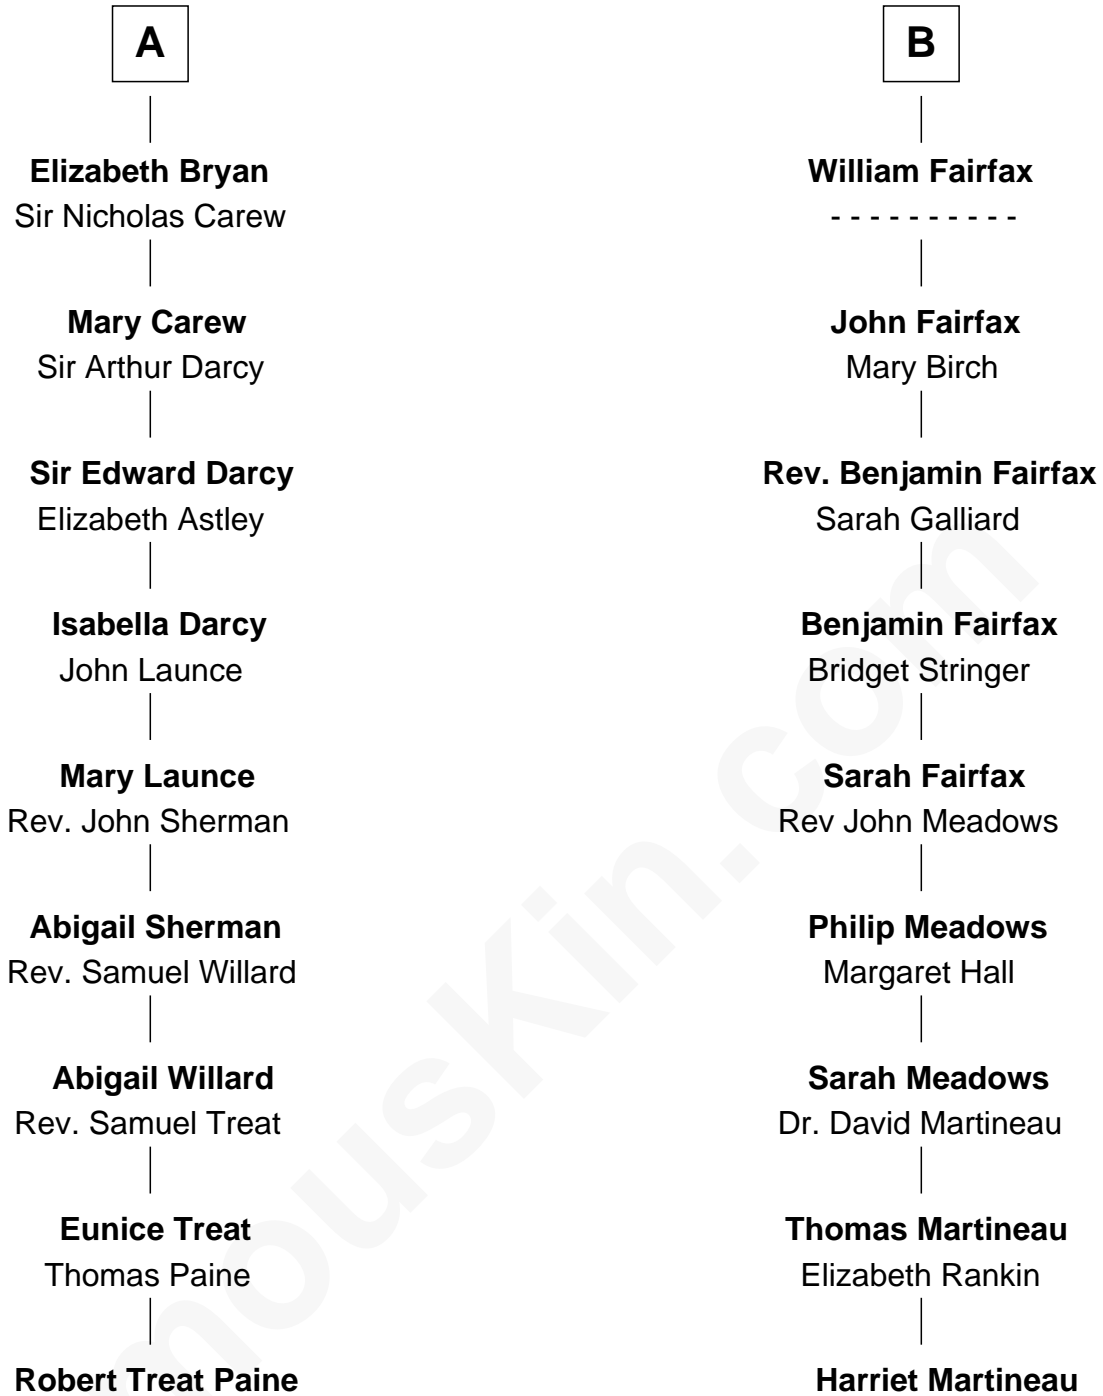 A
Elizabeth Bryan
Sir Nicholas Carew
Mary Carew
Sir Arthur Darcy
Sir Edward Darcy
Elizabeth Astley
Isabella Darcy
John Launce
Mary Launce
Rev. John Sherman
Abigail Sherman
Rev. Samuel Willard
Abigail Willard
Rev. Samuel Treat
Eunice Treat
Thomas Paine
Robert Treat Paine
B
William Fairfax
- - - - - - - - - -
John Fairfax
Mary Birch
Rev. Benjamin Fairfax
Sarah Galliard
Benjamin Fairfax
Bridget Stringer
Sarah Fairfax
Rev John Meadows
Philip Meadows
Margaret Hall
Sarah Meadows
Dr. David Martineau
Thomas Martineau
Elizabeth Rankin
Harriet Martineau
mousKin.com